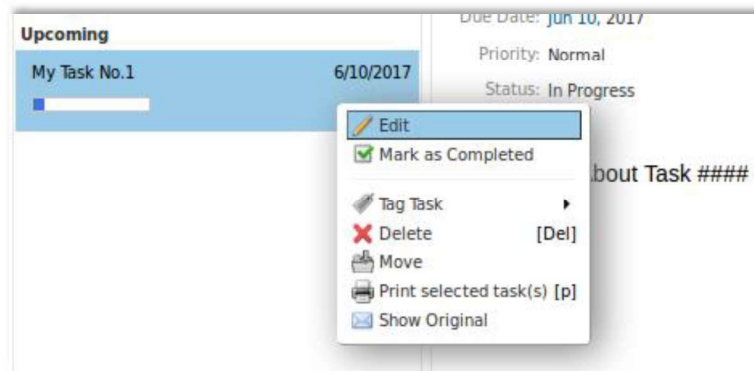 Upcoming
My Task No.1 6/10/2017
Due Date: Jun 10, 2017
Priority: Normal
Status: In Progress
Edit
Mark as Completed
Tag Task
Delete [Del]
Move
Print selected task(s) [p]
Show Original
bout Task ####